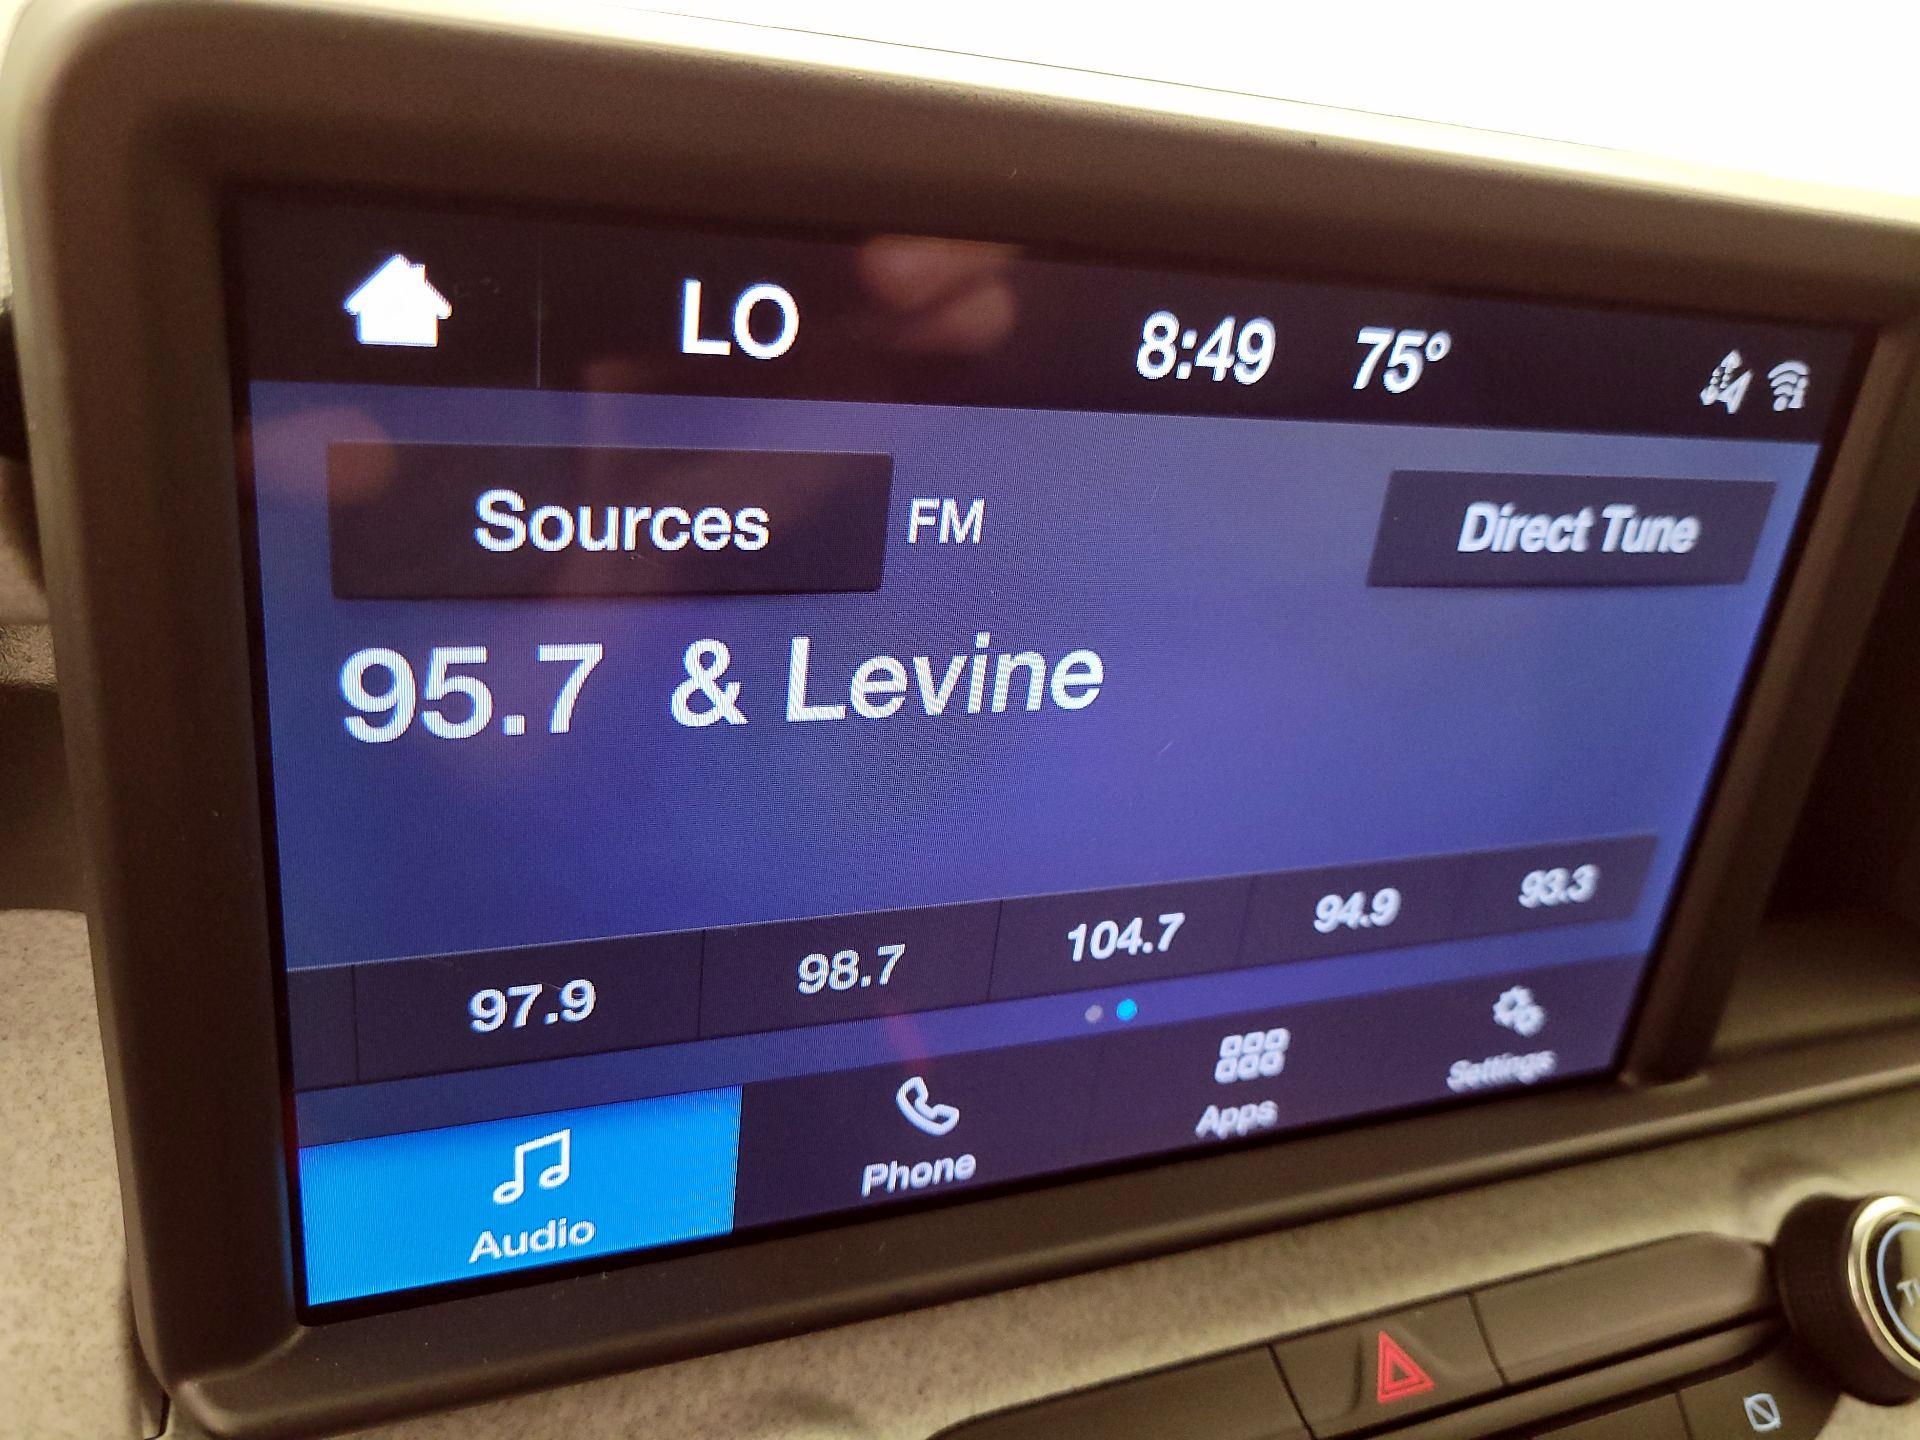 LO 8:49 75°
Sources FM Direct Tune
95.7 & Levine
97.9 98.7 104.7 94.9 93.3
Audio Phone Apps Settings